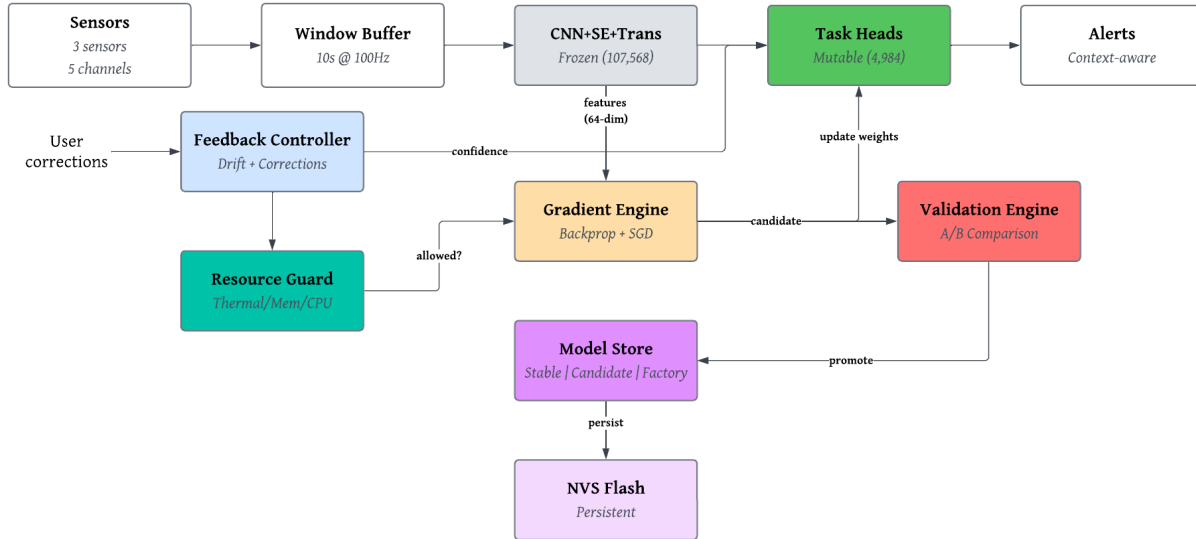 Sensors
3 sensors
5 channels
Window Buffer
10s @ 100Hz
CNN+SE+Trans
Frozen (107,568)
Task Heads
Mutable (4,984)
Alerts
Context-aware
features
(64-dim)
User
corrections
Feedback Controller
Drift + Corrections
confidence
update weights
Gradient Engine
Backprop + SGD
candidate
Validation Engine
A/B Comparison
allowed?
Resource Guard
Thermal/Mem/CPU
Model Store
Stable | Candidate | Factory
promote
persist
NVS Flash
Persistent